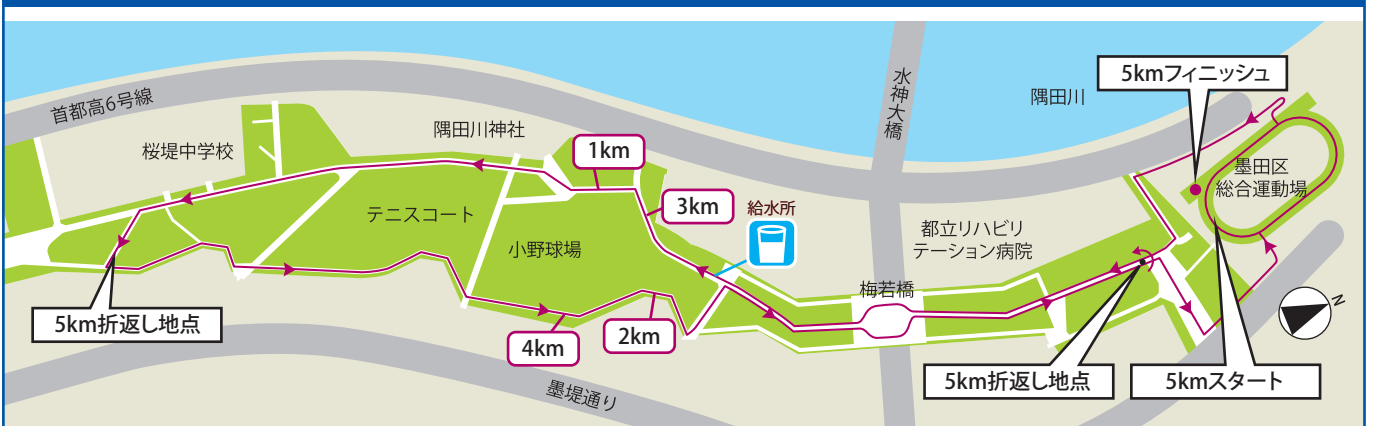 首都高6号線
桜堤中学校
隅田川神社
1km
3km
テニスコート
小野球場
給水所
水神大橋
隅田川
5kmフィニッシュ
墨田区
総合運動場
都立リハビリ
テーション病院
梅若橋
5km折返し地点
4km
2km
墨堤通り
5km折返し地点
5kmスタート
N